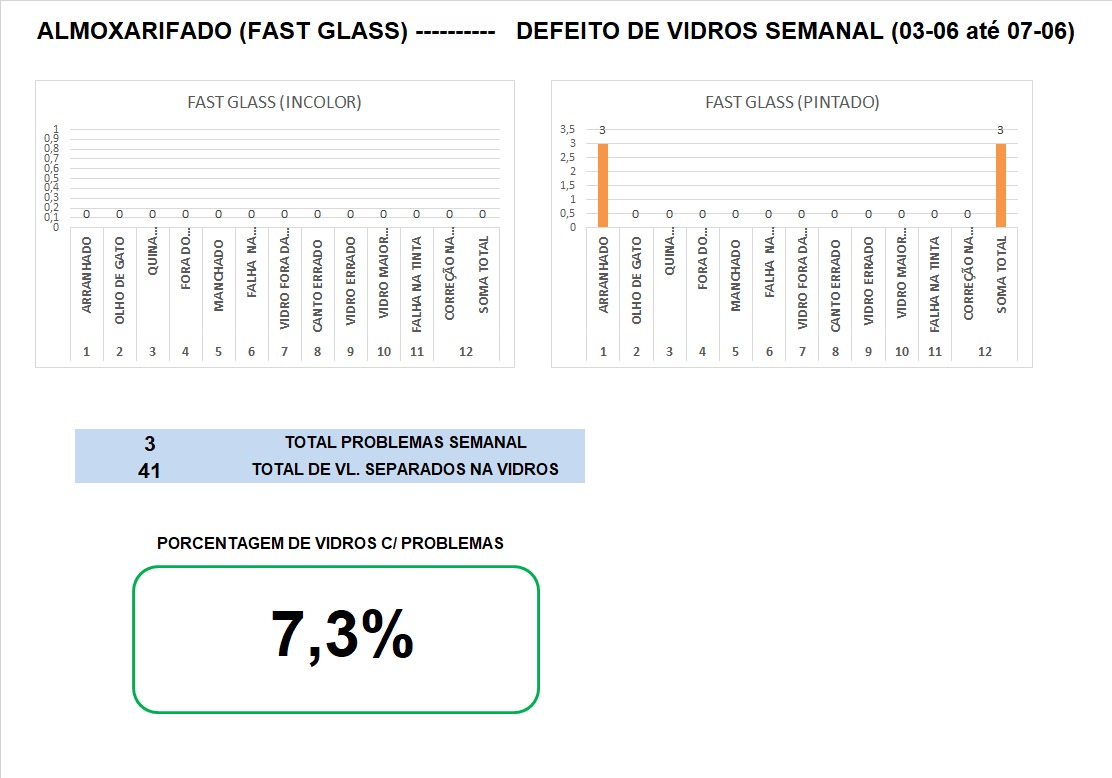 ALMOXARIFADO (FAST GLASS) ---------- DEFEITO DE VIDROS SEMANAL (03-06 até 07-06)
FAST GLASS (INCOLOR)
1
0,9
0,8
0,7
0,6
0,5
0,4
0,3
0,2
0,1
0
0 0 0 0 0 0 0 0 0 0 0 0 0
ARRANHADO
OLHO DE GATO
QUINA...
FORA DO...
MANCHADO
FALHA NA...
VIDRO FORA DA...
CANTO ERRADO
VIDRO ERRADO
VIDRO MAIOR...
FALHA NA TINTA
CORREÇÃO NA...
SOMA TOTAL
1 2 3 4 5 6 7 8 9 10 11 12
FAST GLASS (PINTADO)
3,5
3
2,5
2
1,5
1
0,5
0
3 0 0 0 0 0 0 0 0 0 0 0 3
ARRANHADO
OLHO DE GATO
QUINA...
FORA DO...
MANCHADO
FALHA NA...
VIDRO FORA DA...
CANTO ERRADO
VIDRO ERRADO
VIDRO MAIOR...
FALHA NA TINTA
CORREÇÃO NA...
SOMA TOTAL
1 2 3 4 5 6 7 8 9 10 11 12
3 TOTAL PROBLEMAS SEMANAL
41 TOTAL DE VL. SEPARADOS NA VIDROS
PORCENTAGEM DE VIDROS C/ PROBLEMAS
7,3%